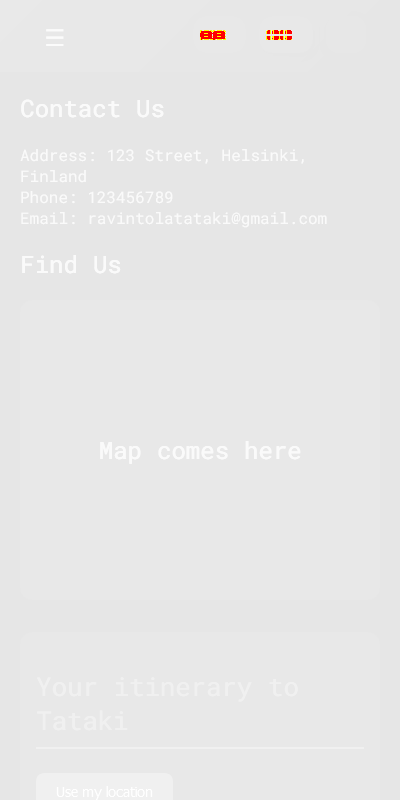 Contact Us
Address: 123 Street, Helsinki,
Finland
Phone: 123456789
Email: ravintolatataki@gmail.com
Find Us
Map comes here
Your itinerary to
Tataki
Use my location